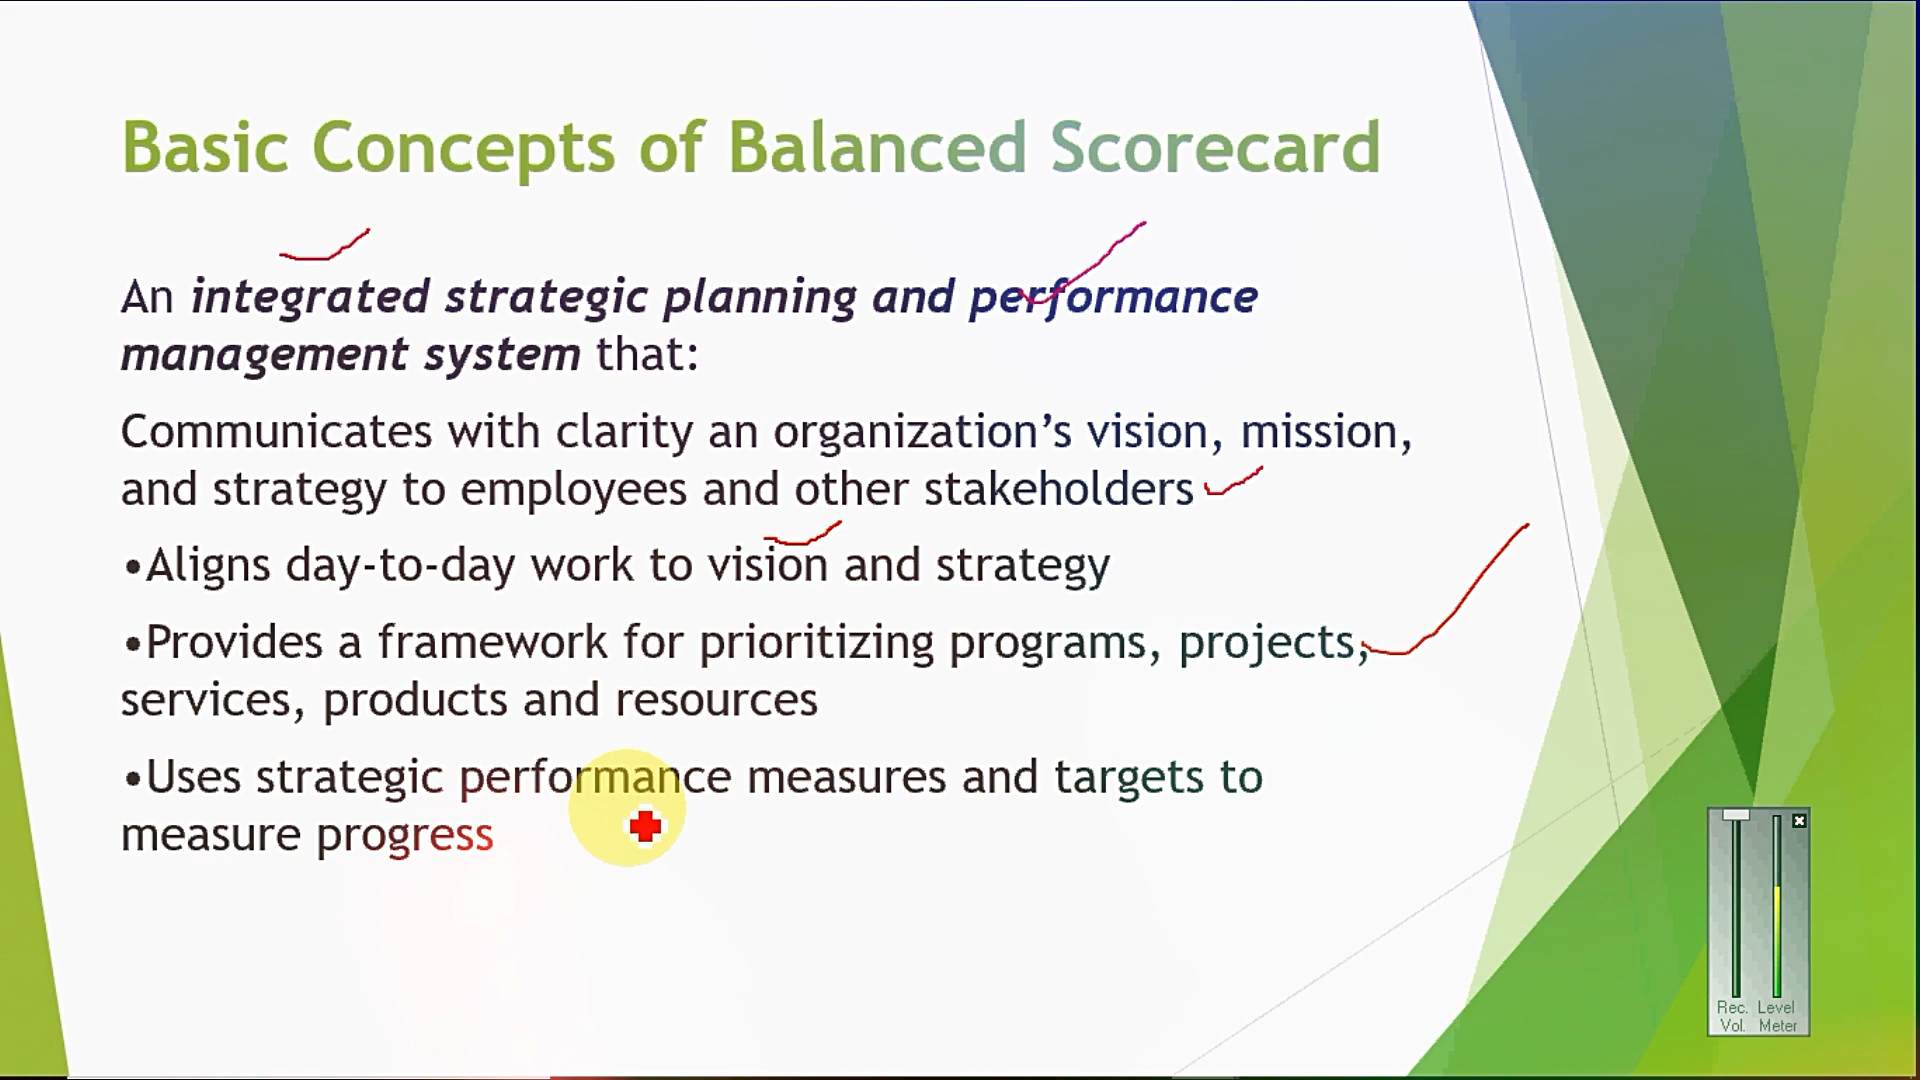 Basic Concepts of Balanced Scorecard
An integrated strategic planning and performance
management system that:
Communicates with clarity an organization’s vision, mission,
and strategy to employees and other stakeholders
•Aligns day-to-day work to vision and strategy
•Provides a framework for prioritizing programs, projects,
services, products and resources
•Uses strategic performance measures and targets to
measure progress
Rec. Level
Vol. Meter